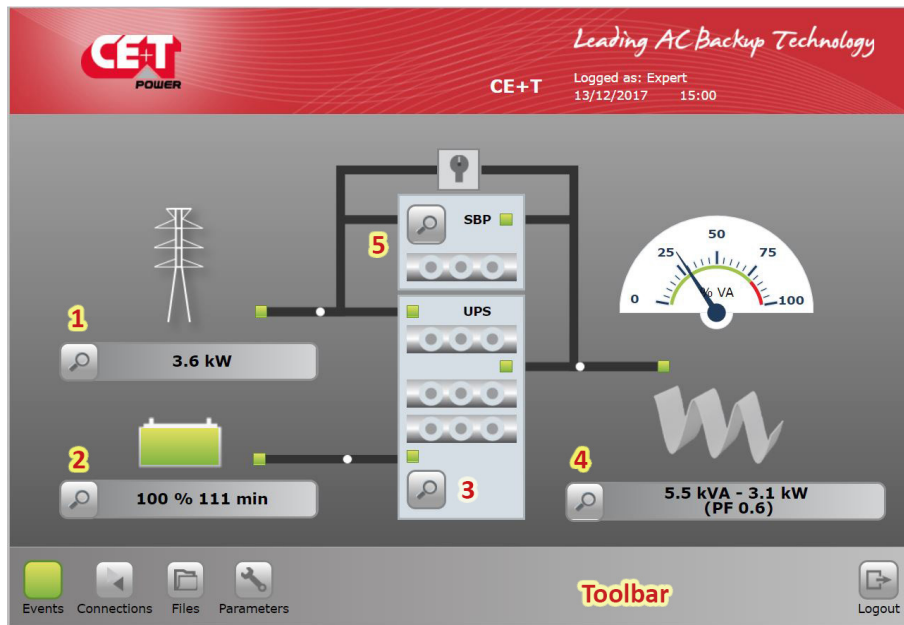 CE+T
POWER
Leading AC Backup Technology
CE+T
Logged as: Expert
13/12/2017 15:00
SBP
5
1
3.6 kW
UPS
0
25
50
75
100
% VA
2
100 % 111 min
3
4
5.5 kVA - 3.1 kW
(PF 0.6)
Events
Connections
Files
Parameters
Toolbar
Logout